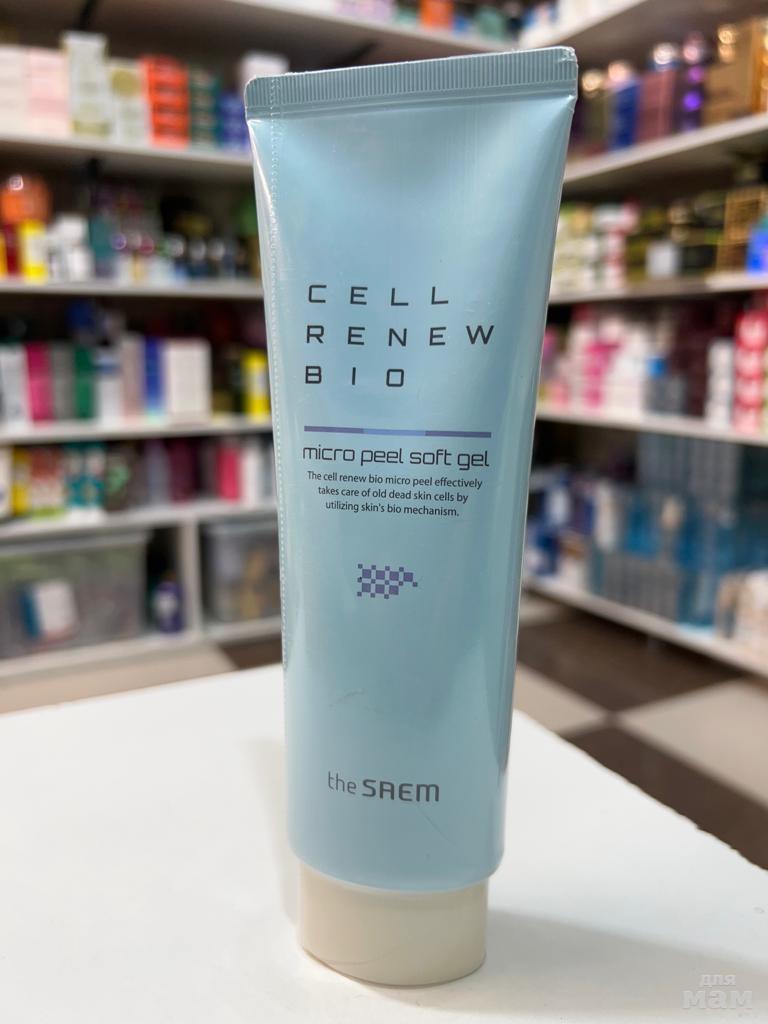 CELL
RENEW
BIO
micro peel soft gel
The cell renew bio micro peel effectively
takes care of old dead skin cells by
utilizing skin's bio mechanism.
the SAEM
для
мам